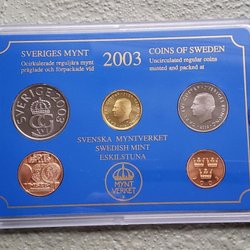 SVERIGES MYNT
Ocirkulerade reguljära mynt
präglade och förpackade vid
2003
COINS OF SWEDEN
Uncirculated regular coins
minted and packed at
SVERIGE·2003
SVENSKA MYNTVERKET
SWEDISH MINT
ESKILSTUNA
MYNT
VERKET